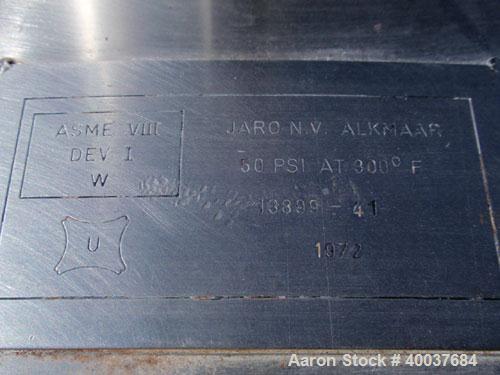 ASME VIII
DEV I
W
U
JARO N.V. ALKMAAR
50 PSI AT 300° F
13899-41
1972
Aaron Stock # 40037684